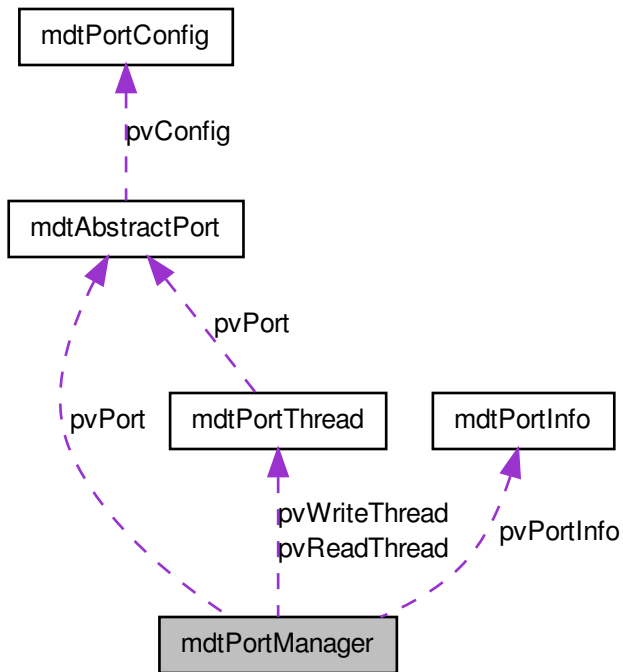 mdtPortConfig
pvConfig
mdtAbstractPort
pvPort
pvPort
mdtPortThread
mdtPortInfo
pvWriteThread
pvReadThread
pvPortInfo
mdtPortManager